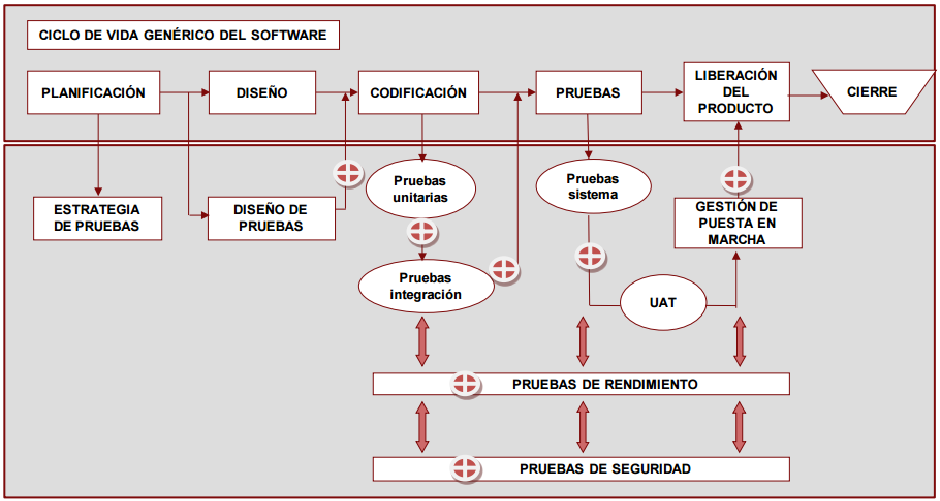 CICLO DE VIDA GENÉRICO DEL SOFTWARE
PLANIFICACIÓN
DISEÑO
CODIFICACIÓN
PRUEBAS
LIBERACIÓN
DEL
PRODUCTO
CIERRE
ESTRATEGIA
DE PRUEBAS
DISEÑO DE
PRUEBAS
Pruebas
unitarias
Pruebas
integración
Pruebas
sistema
UAT
GESTIÓN DE
PUESTA EN
MARCHA
PRUEBAS DE RENDIMIENTO
PRUEBAS DE SEGURIDAD